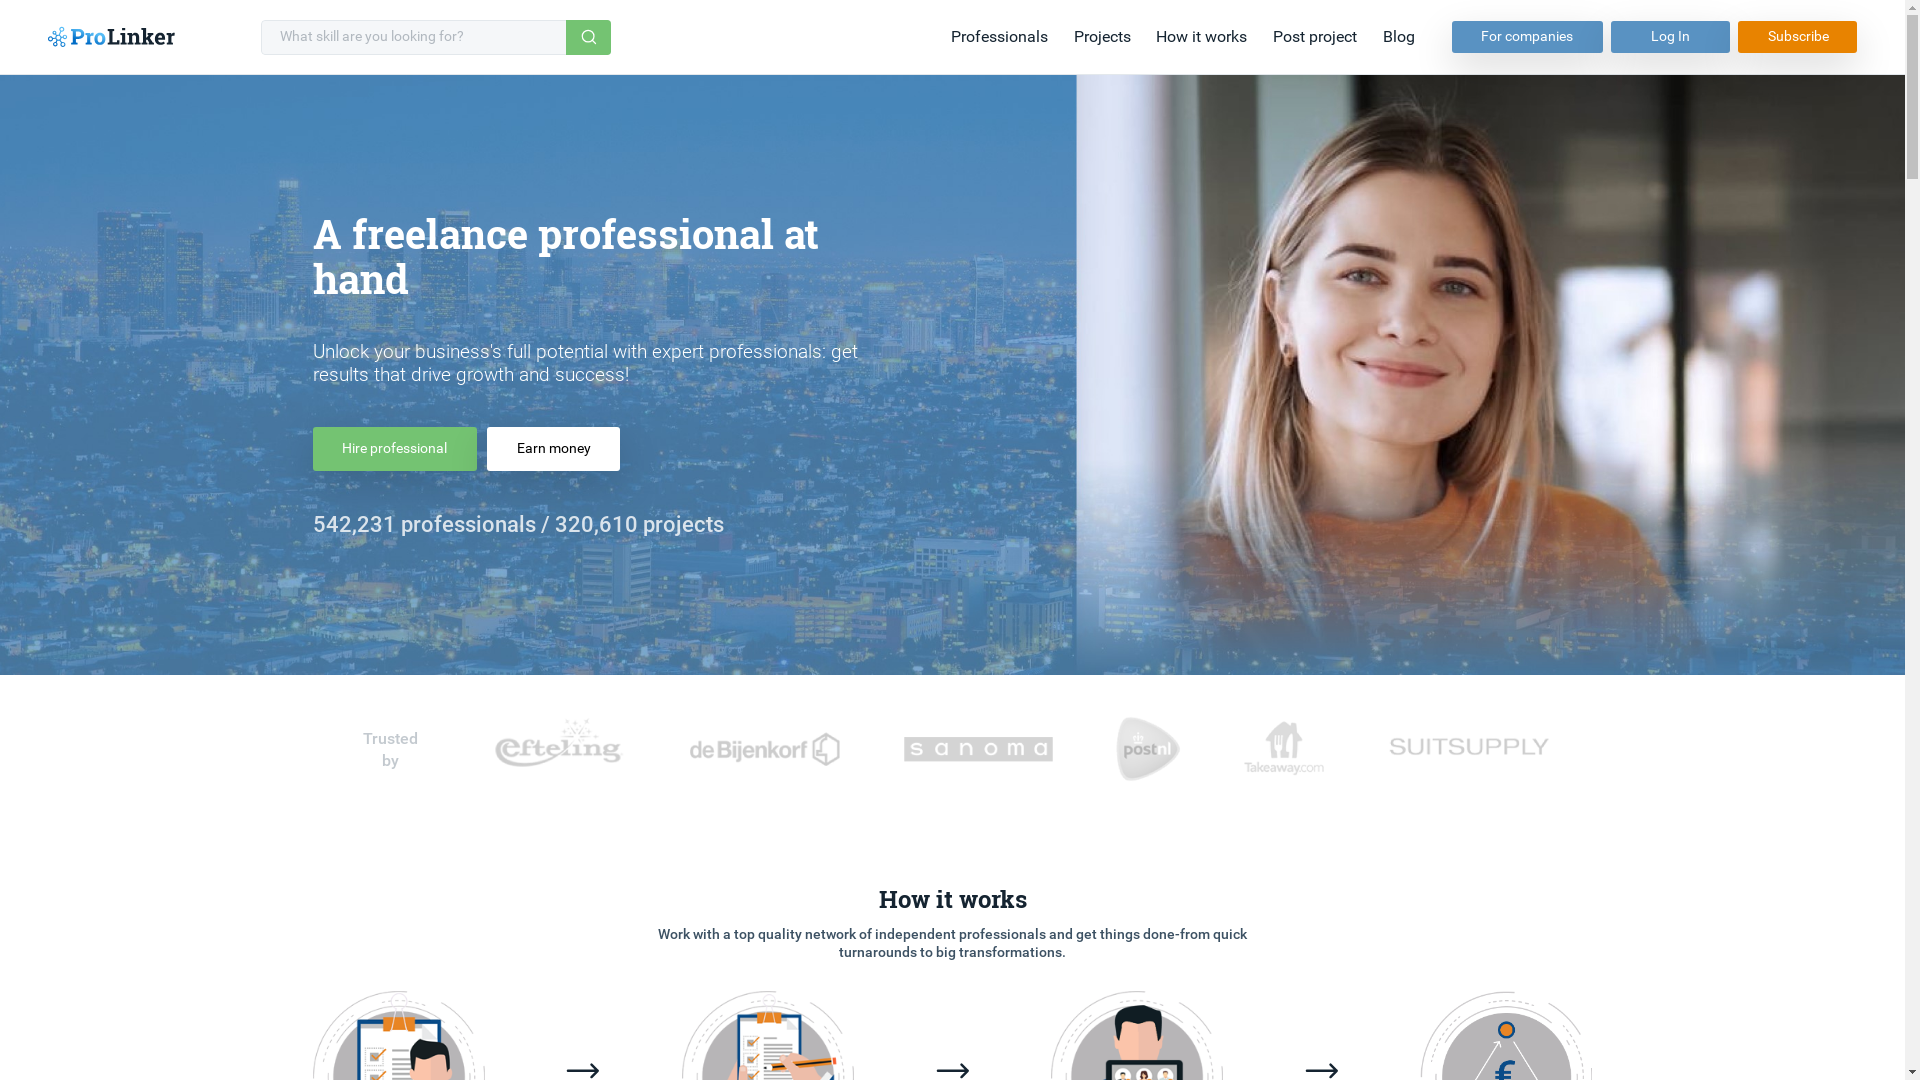 ProLinker
What skill are you looking for?
Professionals
Projects
How it works
Post project
Blog
For companies
Log In
Subscribe
A freelance professional at
hand
Unlock your business's full potential with expert professionals: get
results that drive growth and success!
Hire professional
Earn money
542,231 professionals / 320,610 projects
Trusted
by
efteling
de Bijenkorf
sanoma
postnl
Takeaway.com
SUITSUPPLY
How it works
Work with a top quality network of independent professionals and get things done-from quick
turnarounds to big transformations.
€